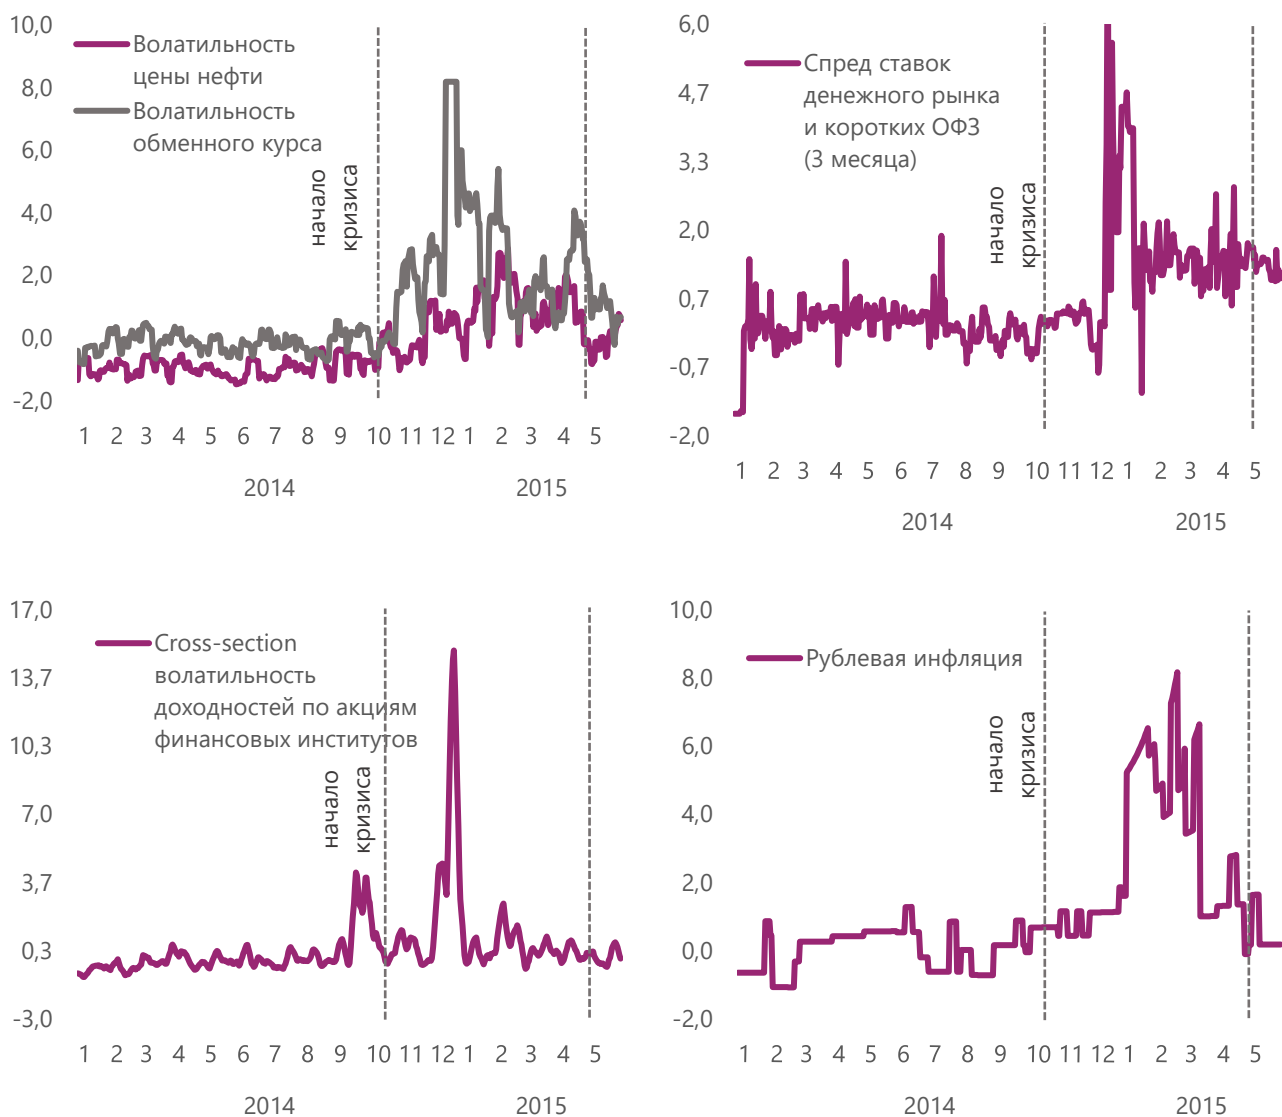 10,0
8,0
6,0
4,0
2,0
0,0
-2,0
Волатильность
цены нефти
Волатильность
обменного курса
начало
кризиса
1 2 3 4 5 6 7 8 9 10 11 12 1 2 3 4 5
2014 2015
6,0
4,7
3,3
2,0
0,7
-0,7
-2,0
Спред ставок
денежного рынка
и коротких ОФЗ
(3 месяца)
начало
кризиса
1 2 3 4 5 6 7 8 9 10 11 12 1 2 3 4 5
2014 2015
17,0
13,7
10,3
7,0
3,7
0,3
-3,0
Cross-section
волатильность
доходностей по акциям
финансовых институтов
начало
кризиса
1 2 3 4 5 6 7 8 9 10 11 12 1 2 3 4 5
2014 2015
10,0
8,0
6,0
4,0
2,0
0,0
-2,0
Рублевая инфляция
начало
кризиса
1 2 3 4 5 6 7 8 9 10 11 12 1 2 3 4 5
2014 2015